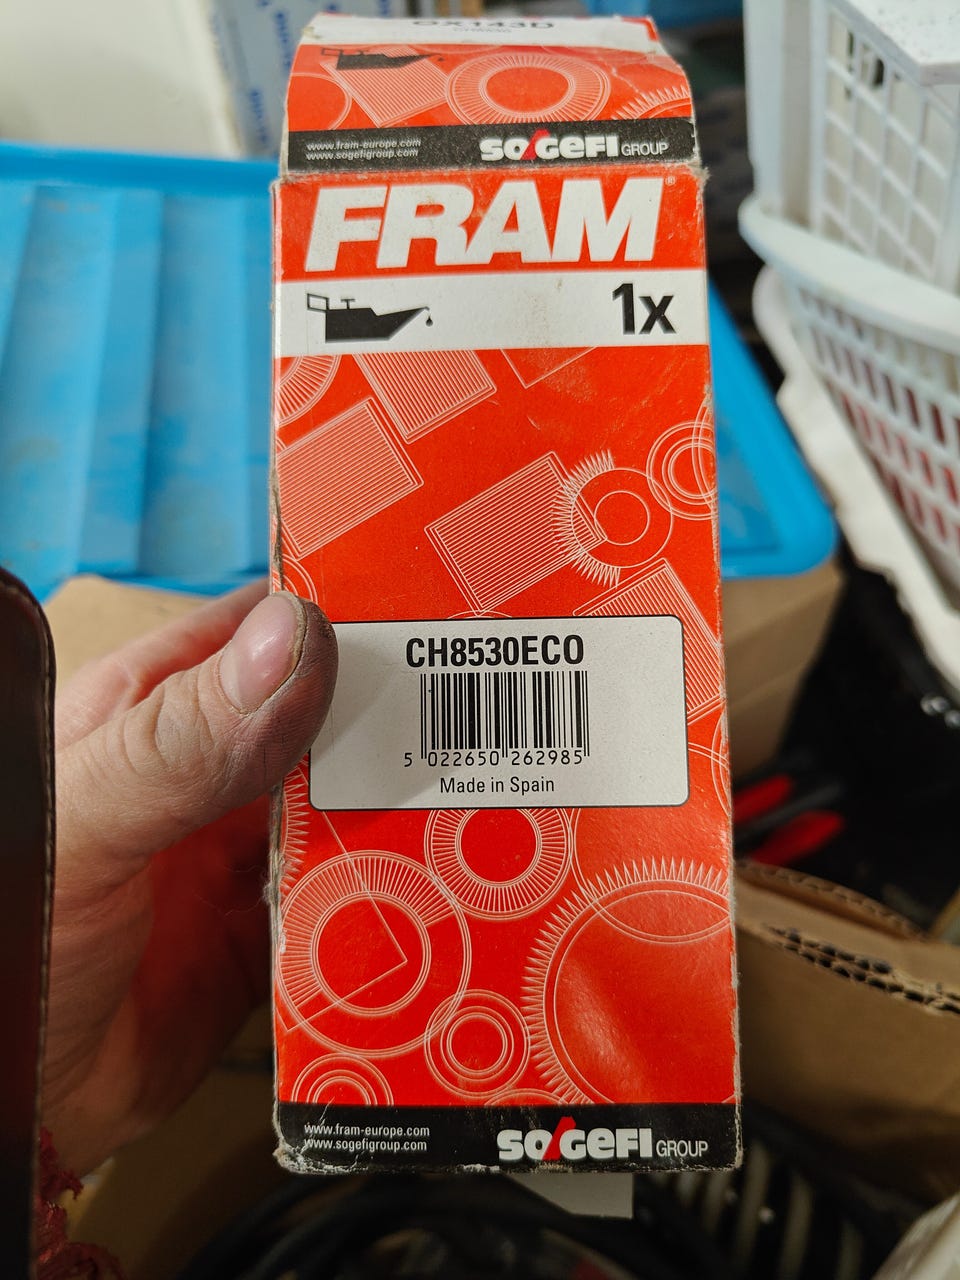 OX143D
www.fram-europe.com
www.sogefigroup.com
SOGEFI GROUP
FRAM®
1x
CH8530ECO
5 022650 262985
Made in Spain
www.fram-europe.com
www.sogefigroup.com
SOGEFI GROUP